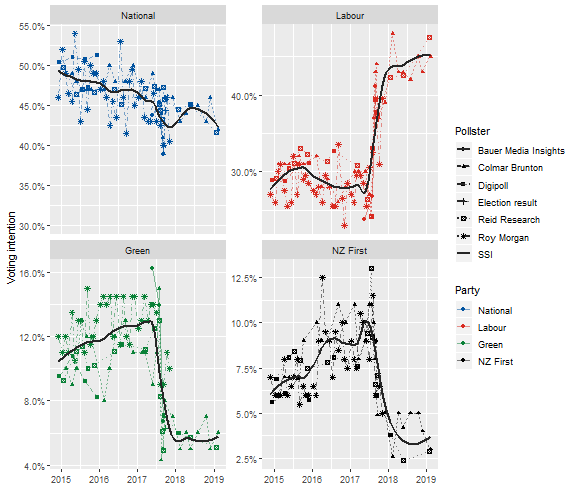 National
Labour
55.0%
50.0%
45.0%
40.0%
35.0%
30.0%
40.0%
30.0%
Voting intention
Green
NZ First
16.0%
12.0%
8.0%
4.0%
12.5%
10.0%
7.5%
5.0%
2.5%
2015 2016 2017 2018 2019
2015 2016 2017 2018 2019
Pollster
Bauer Media Insights
Colmar Brunton
Digipoll
Election result
Reid Research
Roy Morgan
SSI
Party
National
Labour
Green
NZ First